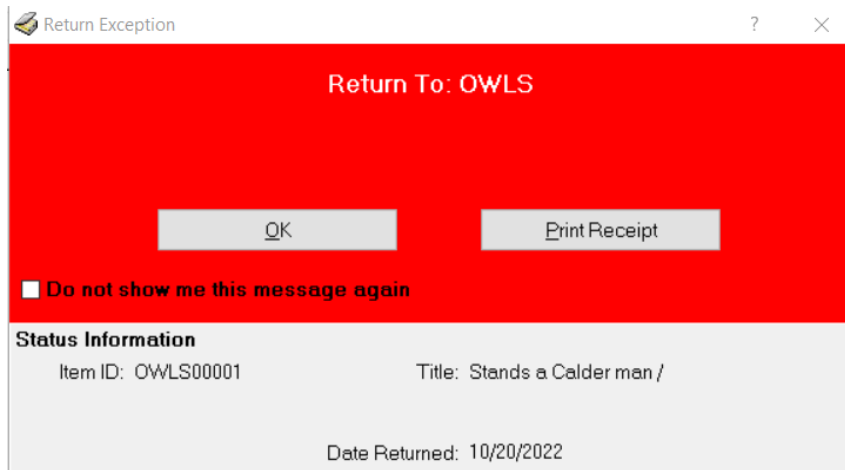 Return Exception ?
Return To: OWLS
OK Print Receipt
Do not show me this message again
Status Information
Item ID: OWLS00001 Title: Stands a Calder man /
Date Returned: 10/20/2022